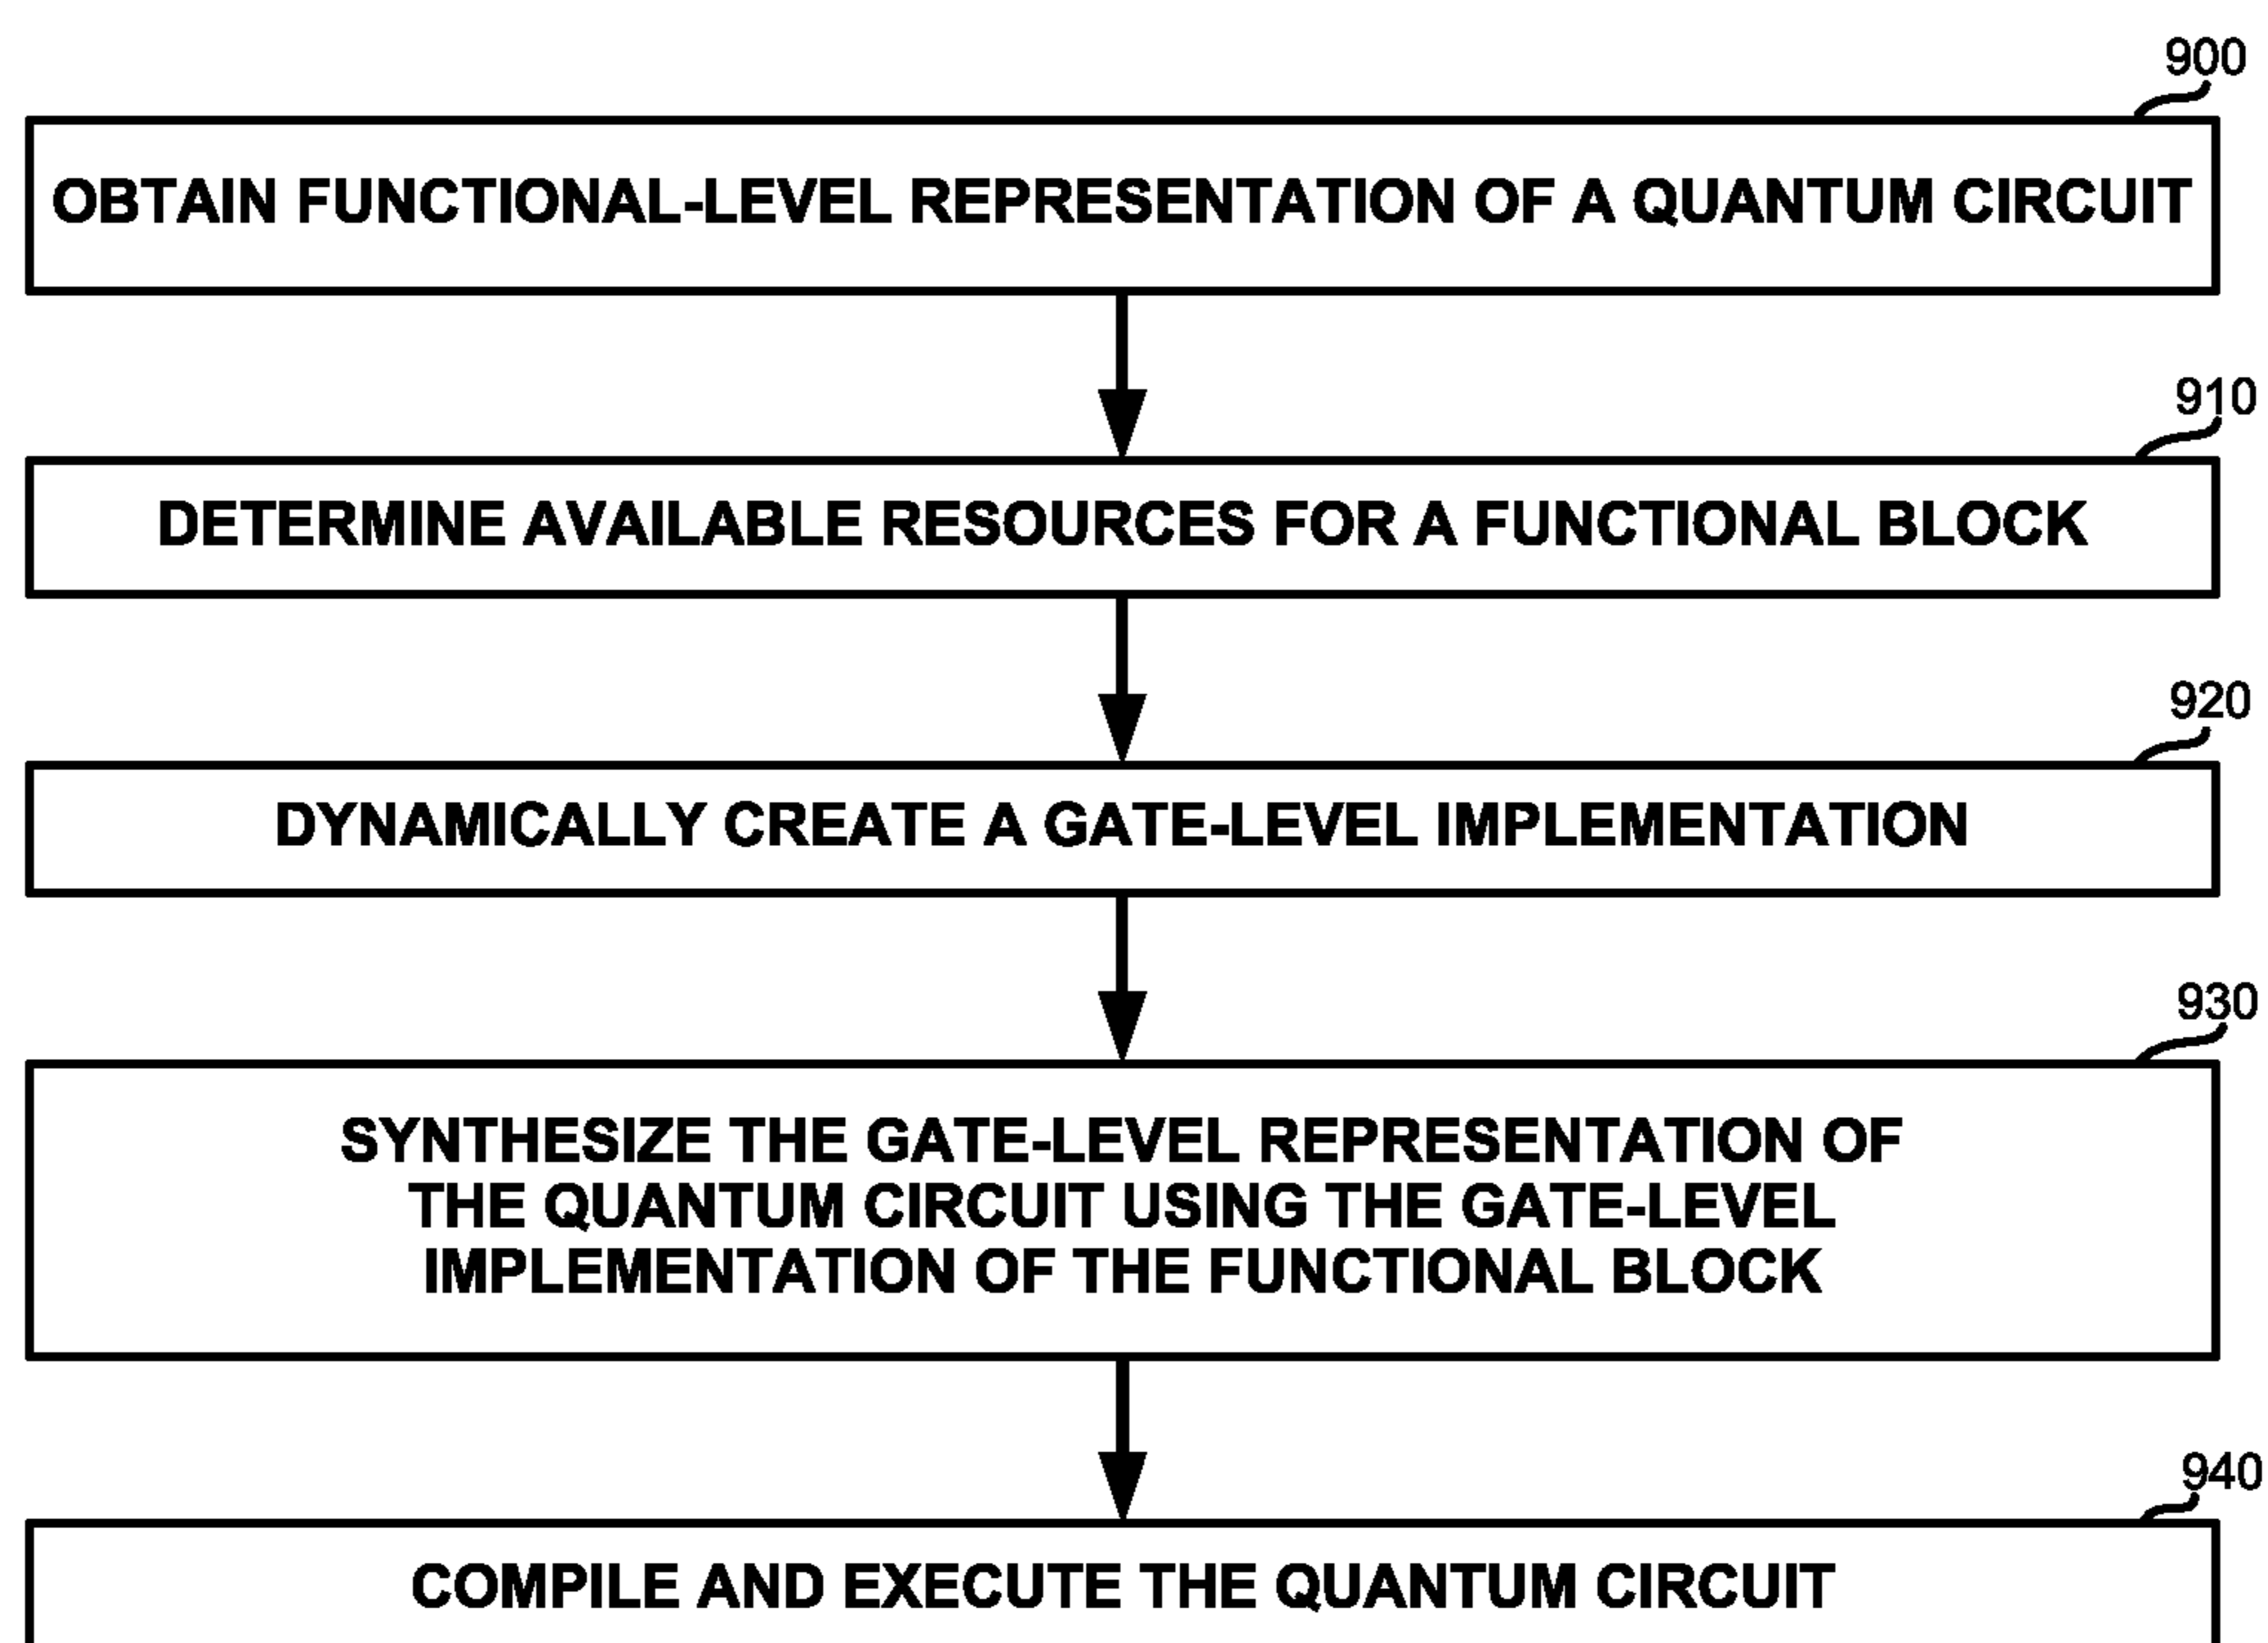 900
OBTAIN FUNCTIONAL-LEVEL REPRESENTATION OF A QUANTUM CIRCUIT
910
DETERMINE AVAILABLE RESOURCES FOR A FUNCTIONAL BLOCK
920
DYNAMICALLY CREATE A GATE-LEVEL IMPLEMENTATION
930
SYNTHESIZE THE GATE-LEVEL REPRESENTATION OF
THE QUANTUM CIRCUIT USING THE GATE-LEVEL
IMPLEMENTATION OF THE FUNCTIONAL BLOCK
940
COMPILE AND EXECUTE THE QUANTUM CIRCUIT